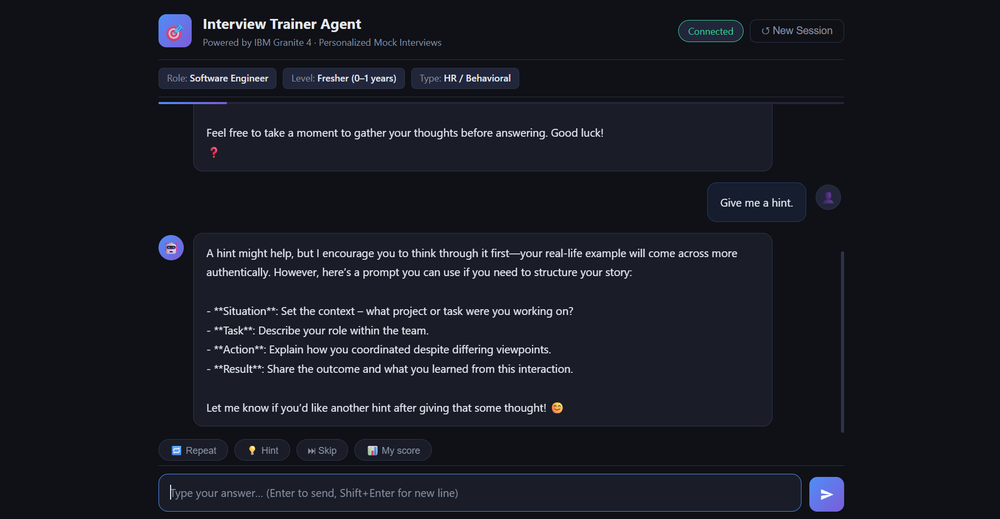 Interview Trainer Agent
Powered by IBM Granite 4 · Personalized Mock Interviews
Connected
↺ New Session
Role: Software Engineer
Level: Fresher (0–1 years)
Type: HR / Behavioral
Feel free to take a moment to gather your thoughts before answering. Good luck!
❓
Give me a hint.
A hint might help, but I encourage you to think through it first—your real-life example will come across more
authentically. However, here’s a prompt you can use if you need to structure your story:
- **Situation**: Set the context – what project or task were you working on?
- **Task**: Describe your role within the team.
- **Action**: Explain how you coordinated despite differing viewpoints.
- **Result**: Share the outcome and what you learned from this interaction.
Let me know if you’d like another hint after giving that some thought! 😊
🔁 Repeat
💡 Hint
⏭ Skip
📊 My score
Type your answer... (Enter to send, Shift+Enter for new line)